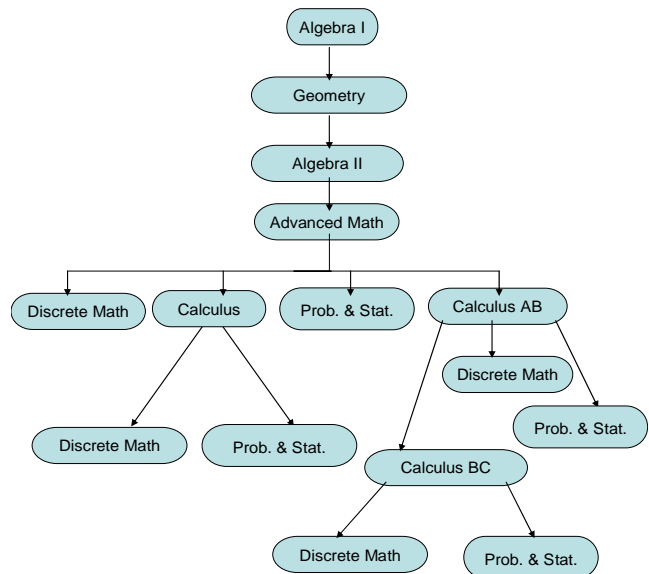 Algebra I
Geometry
Algebra II
Advanced Math
Discrete Math
Calculus
Prob. & Stat.
Calculus AB
Discrete Math
Prob. & Stat.
Discrete Math
Prob. & Stat.
Calculus BC
Discrete Math
Prob. & Stat.